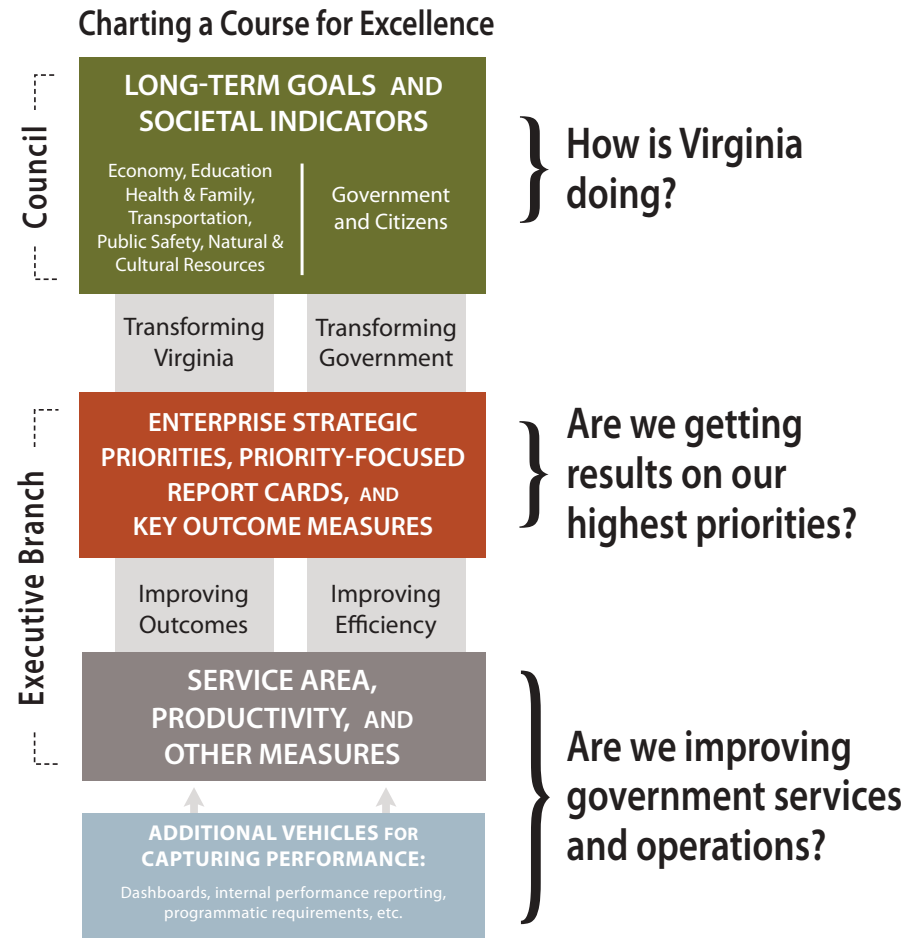 Charting a Course for Excellence
Council
LONG-TERM GOALS AND
SOCIETAL INDICATORS
Economy, Education
Health & Family,
Transportation,
Public Safety, Natural &
Cultural Resources
Government
and Citizens
How is Virginia
doing?
Transforming
Virginia
Transforming
Government
Executive Branch
ENTERPRISE STRATEGIC
PRIORITIES, PRIORITY-FOCUSED
REPORT CARDS, AND
KEY OUTCOME MEASURES
Are we getting
results on our
highest priorities?
Improving
Outcomes
Improving
Efficiency
SERVICE AREA,
PRODUCTIVITY, AND
OTHER MEASURES
ADDITIONAL VEHICLES FOR
CAPTURING PERFORMANCE:
Dashboards, internal performance reporting,
programmatic requirements, etc.
Are we improving
government services
and operations?